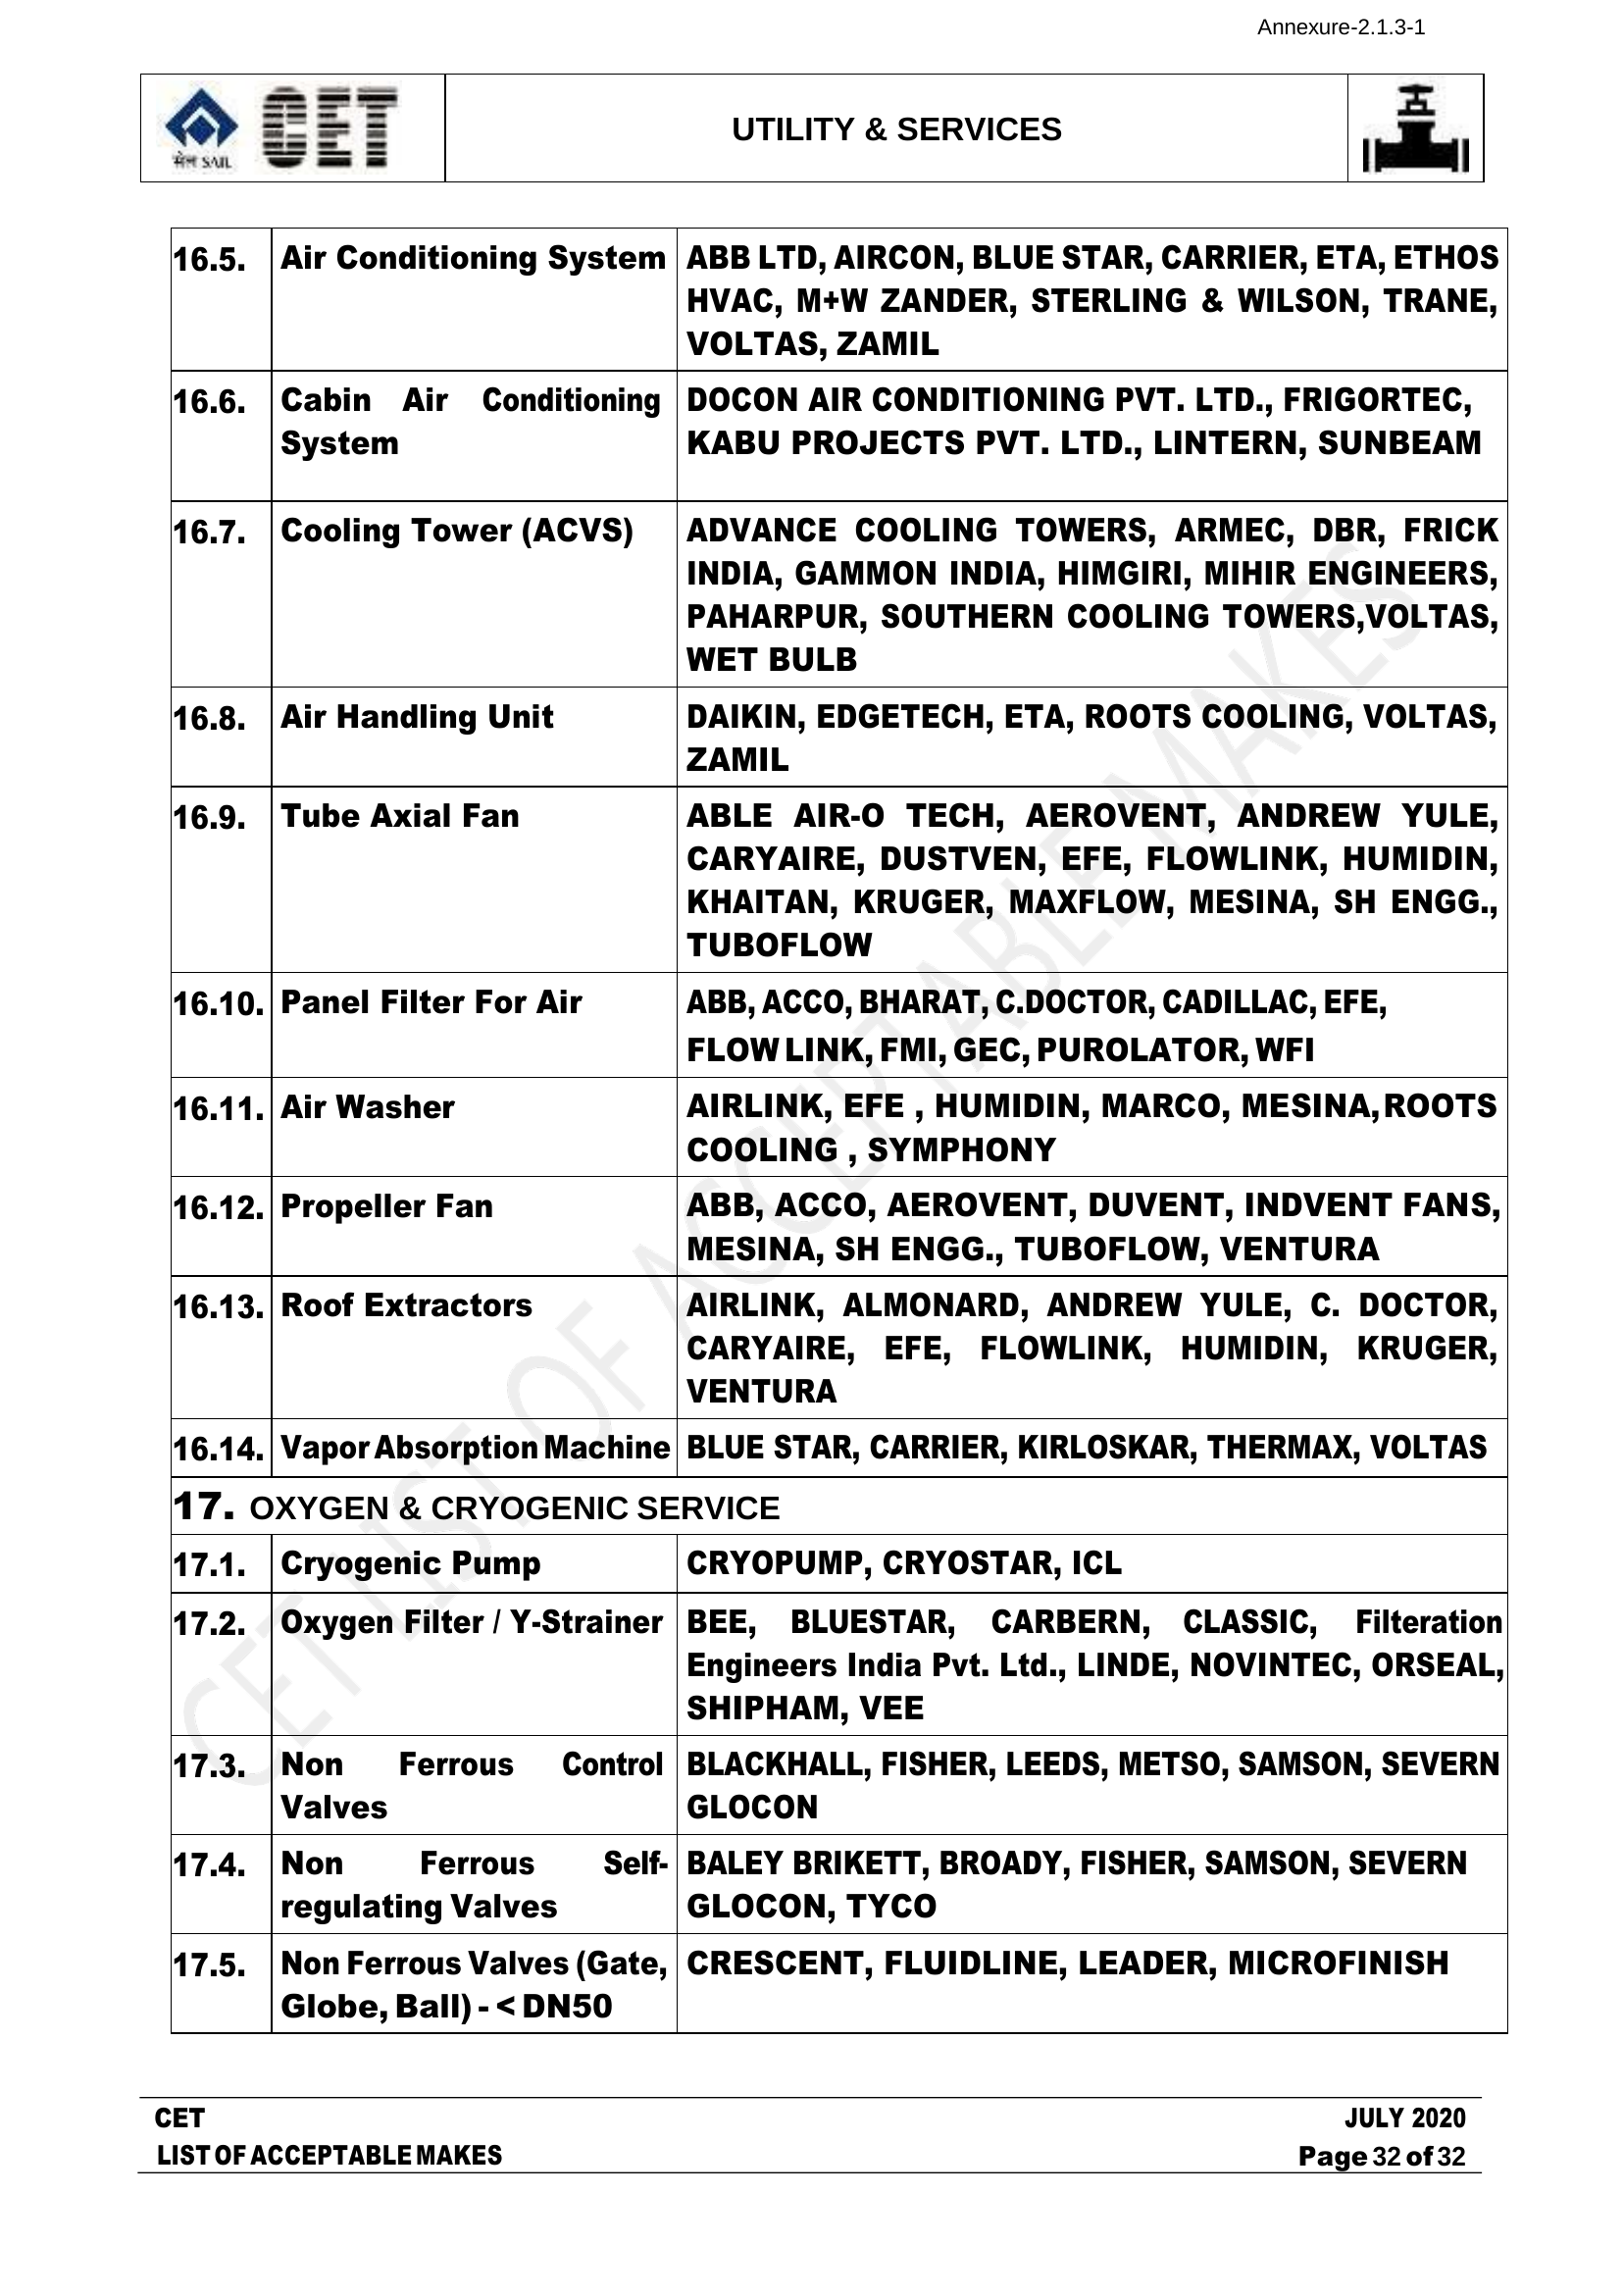 Annexure-2.1.3-1
सेल SAIL
CET
UTILITY & SERVICES
16.5. Air Conditioning System ABB LTD, AIRCON, BLUE STAR, CARRIER, ETA, ETHOS
HVAC, M+W ZANDER, STERLING & WILSON, TRANE,
VOLTAS, ZAMIL
16.6. Cabin Air Conditioning DOCON AIR CONDITIONING PVT. LTD., FRIGORTEC,
System KABU PROJECTS PVT. LTD., LINTERN, SUNBEAM
16.7. Cooling Tower (ACVS) ADVANCE COOLING TOWERS, ARMEC, DBR, FRICK
INDIA, GAMMON INDIA, HIMGIRI, MIHIR ENGINEERS,
PAHARPUR, SOUTHERN COOLING TOWERS,VOLTAS,
WET BULB
16.8. Air Handling Unit DAIKIN, EDGETECH, ETA, ROOTS COOLING, VOLTAS,
ZAMIL
16.9. Tube Axial Fan ABLE AIR-O TECH, AEROVENT, ANDREW YULE,
CARYAIRE, DUSTVEN, EFE, FLOWLINK, HUMIDIN,
KHAITAN, KRUGER, MAXFLOW, MESINA, SH ENGG.,
TUBOFLOW
16.10. Panel Filter For Air ABB, ACCO, BHARAT, C.DOCTOR, CADILLAC, EFE,
FLOW LINK, FMI, GEC, PUROLATOR, WFI
16.11. Air Washer AIRLINK, EFE , HUMIDIN, MARCO, MESINA,ROOTS
COOLING , SYMPHONY
16.12. Propeller Fan ABB, ACCO, AEROVENT, DUVENT, INDVENT FANS,
MESINA, SH ENGG., TUBOFLOW, VENTURA
16.13. Roof Extractors AIRLINK, ALMONARD, ANDREW YULE, C. DOCTOR,
CARYAIRE, EFE, FLOWLINK, HUMIDIN, KRUGER,
VENTURA
16.14. Vapor Absorption Machine BLUE STAR, CARRIER, KIRLOSKAR, THERMAX, VOLTAS
17. OXYGEN & CRYOGENIC SERVICE
17.1. Cryogenic Pump CRYOPUMP, CRYOSTAR, ICL
17.2. Oxygen Filter / Y-Strainer BEE, BLUESTAR, CARBERN, CLASSIC, Filteration
Engineers India Pvt. Ltd., LINDE, NOVINTEC, ORSEAL,
SHIPHAM, VEE
17.3. Non Ferrous Control BLACKHALL, FISHER, LEEDS, METSO, SAMSON, SEVERN
Valves GLOCON
17.4. Non Ferrous Self- BALEY BRIKETT, BROADY, FISHER, SAMSON, SEVERN
regulating Valves GLOCON, TYCO
17.5. Non Ferrous Valves (Gate, CRESCENT, FLUIDLINE, LEADER, MICROFINISH
Globe, Ball) - < DN50
CET LIST OF ACCEPTABLE MAKES
CET JULY 2020
LIST OF ACCEPTABLE MAKES Page 32 of 32